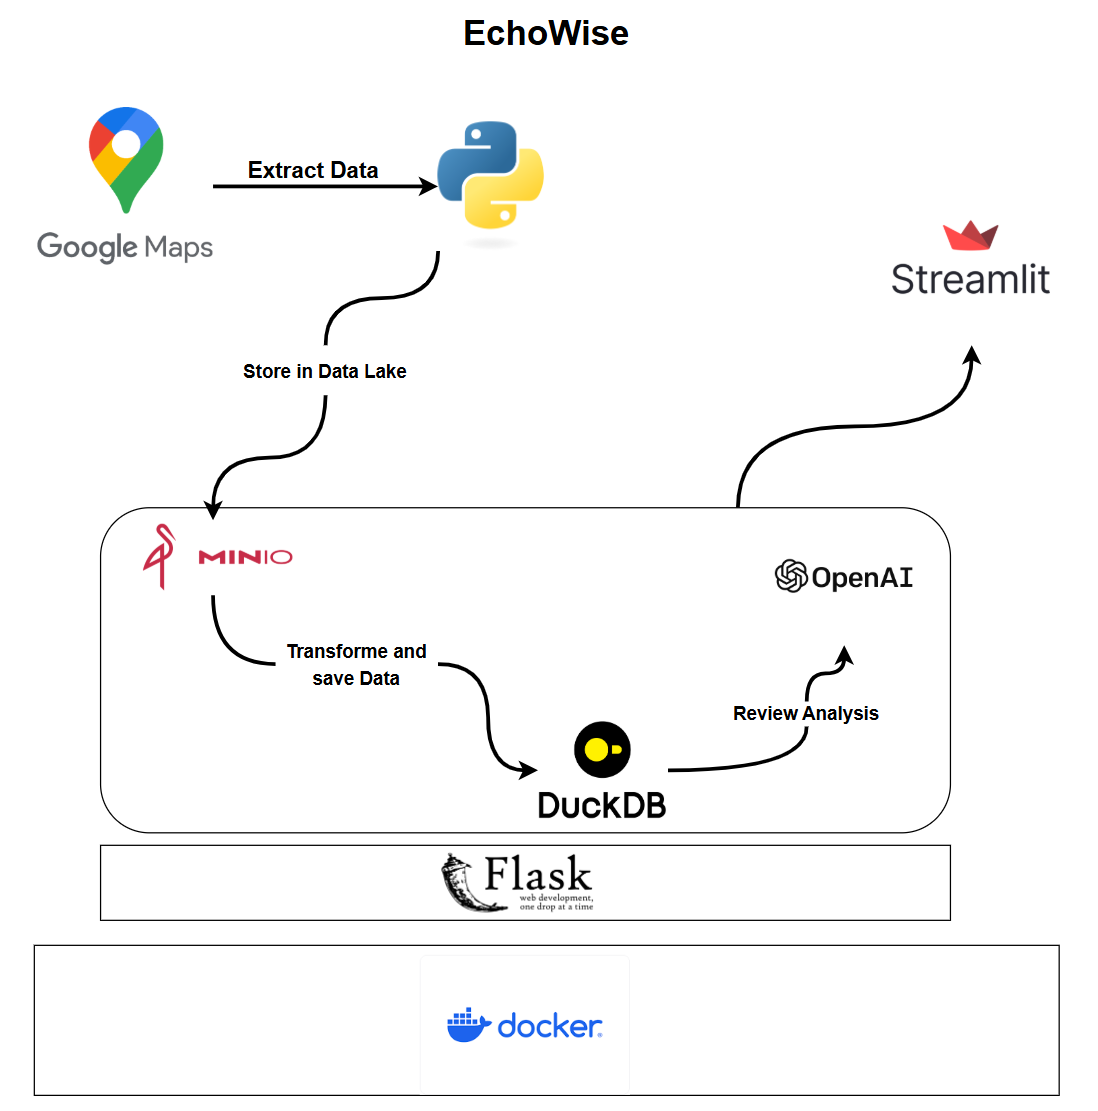 EchoWise
Extract Data
Google Maps
Streamlit
Store in Data Lake
MINIO
OpenAI
Transforme and
save Data
Review Analysis
DuckDB
Flask
web development,
one drop at a time
docker